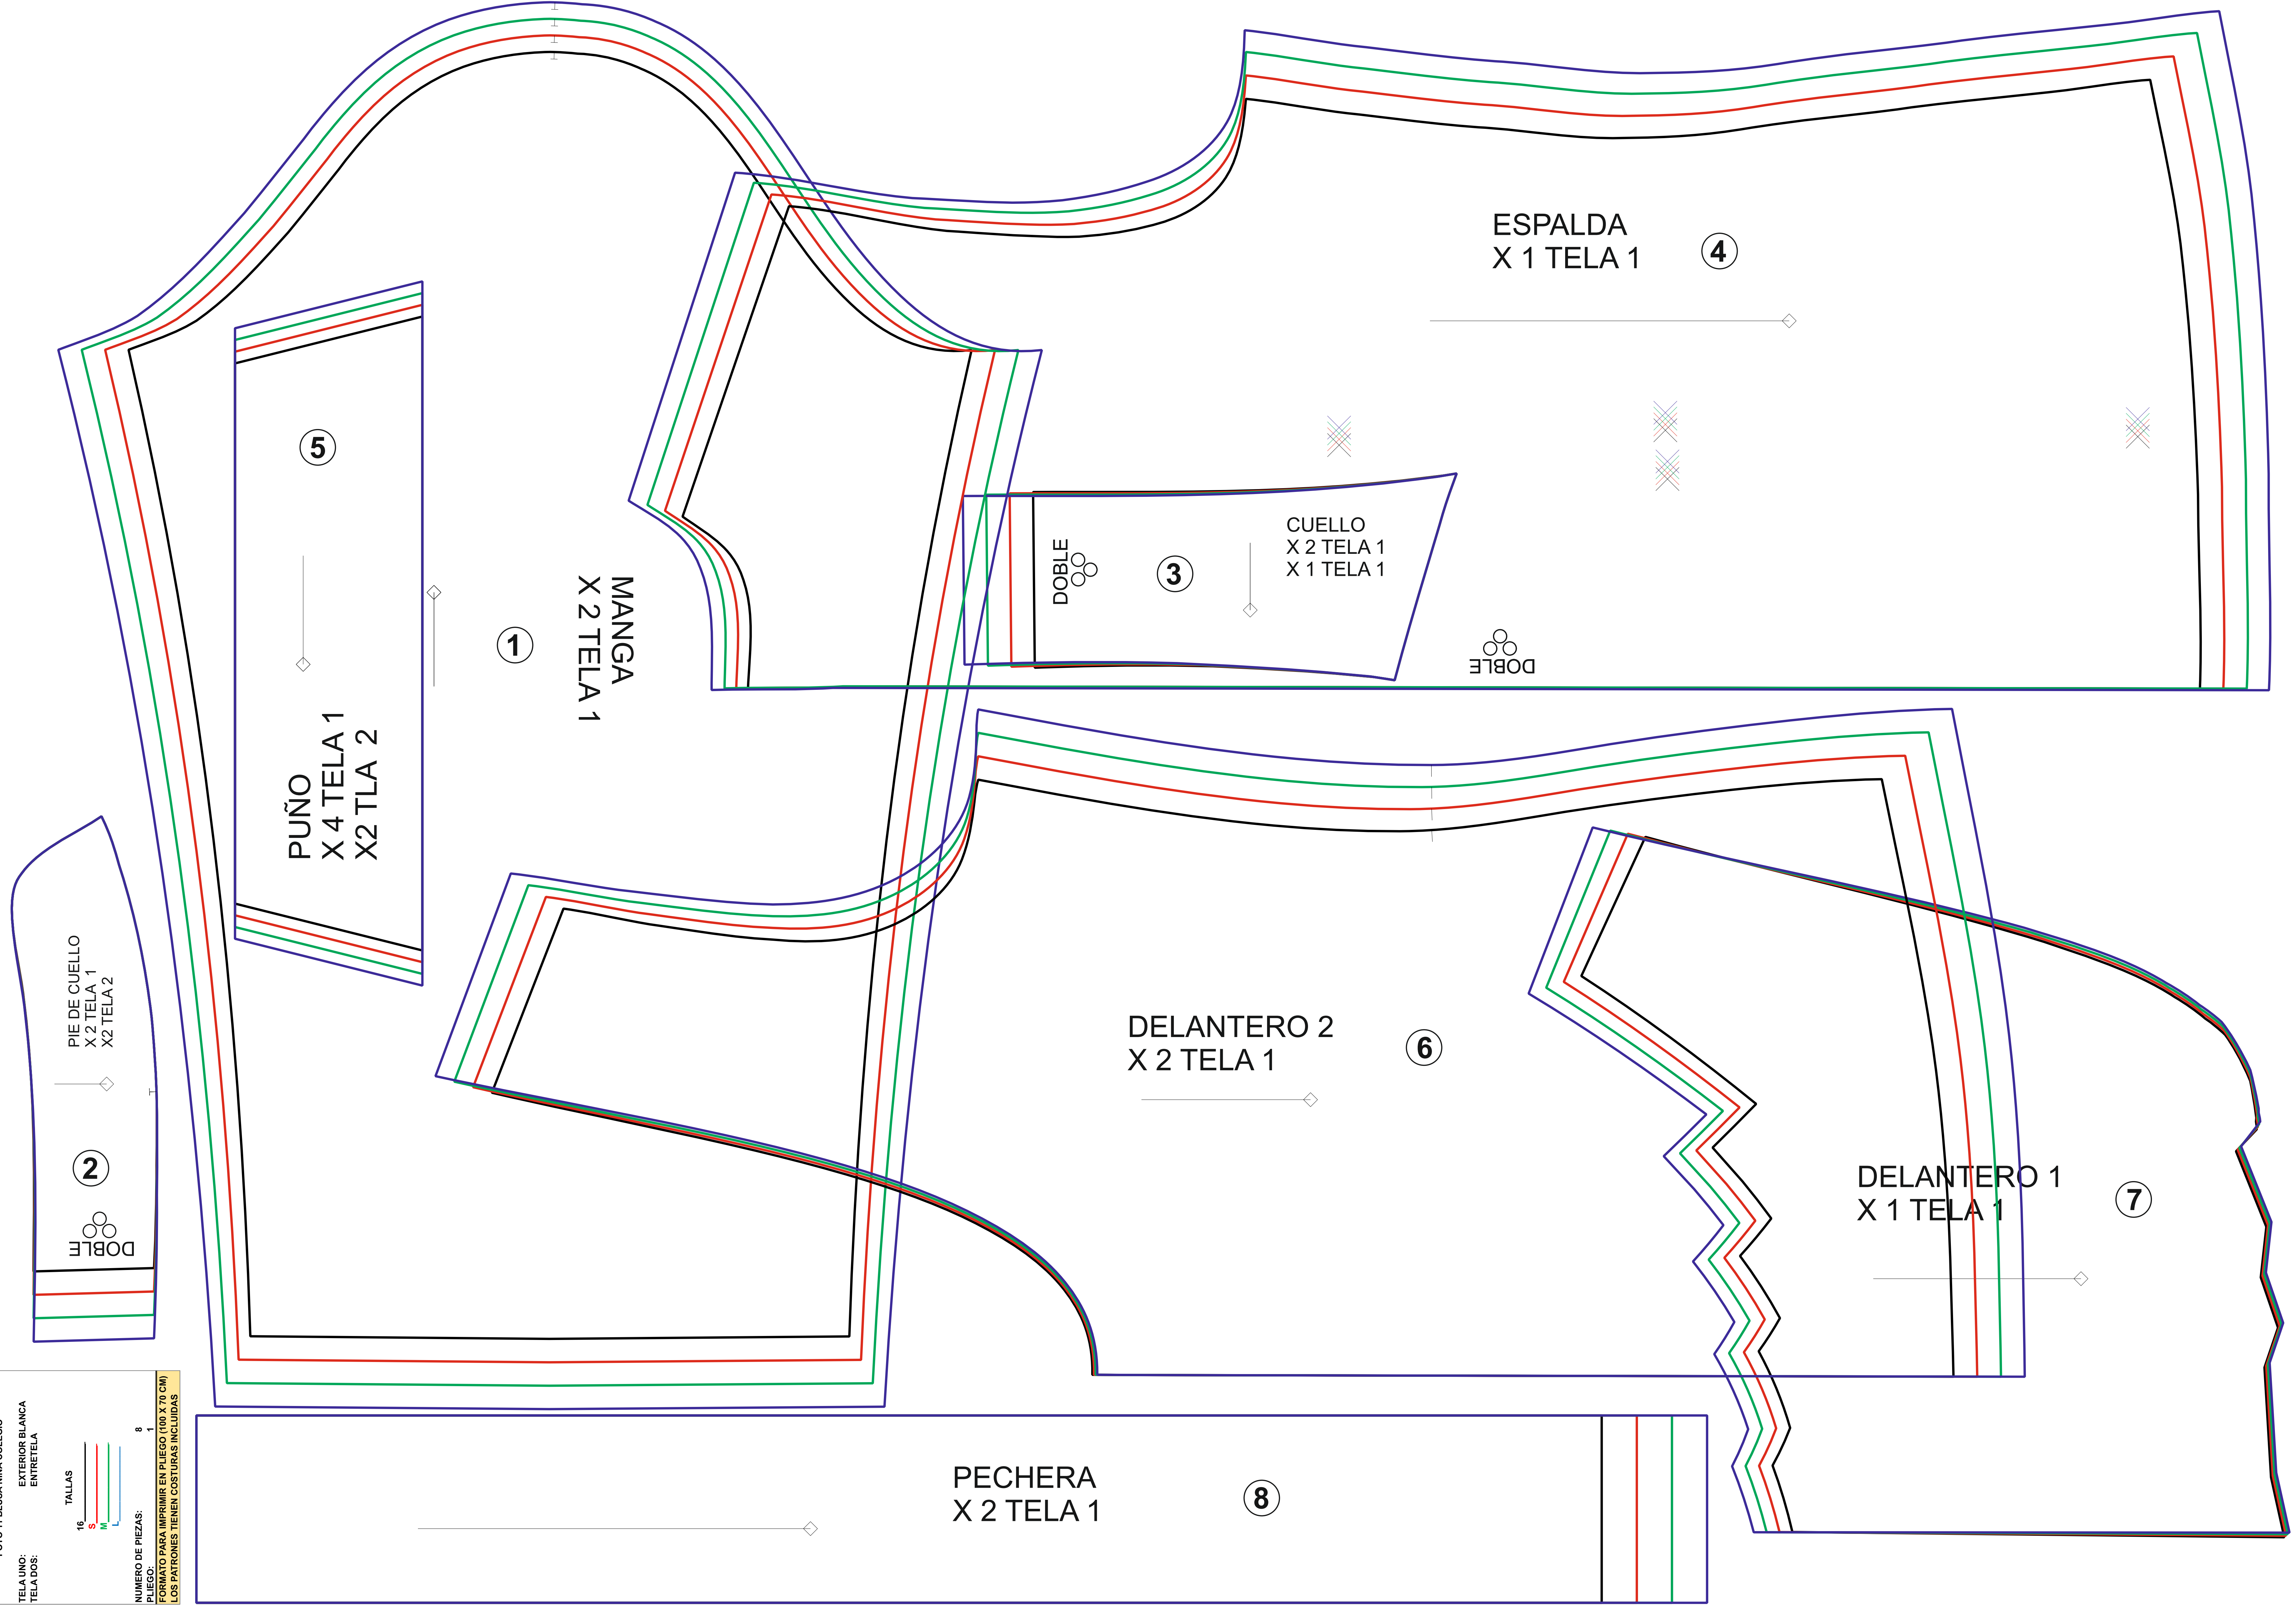 ESPALDA
X 1 TELA 1
4
5
CUELLO
X 2 TELA 1
X 1 TELA 1
3
DOBLE
DOBLE
MANGA
X 2 TELA 1
1
PUÑO
X 4 TELA 1
X2 TLA 2
PIE DE CUELLO
X 2 TELA 1
X2 TELA 2
2
DOBLE
DELANTERO 2
X 2 TELA 1
6
DELANTERO 1
X 1 TELA 1
7
PECHERA
X 2 TELA 1
8
TELA UNO: EXTERIOR BLANCA
TELA DOS: ENTRETELA
TALLAS
16
S
M
L
NUMERO DE PIEZAS: 8
PLIEGO: 1
FORMATO PARA IMPRIMIR EN PLIEGO (100 X 70 CM)
LOS PATRONES TIENEN COSTURAS INCLUIDAS